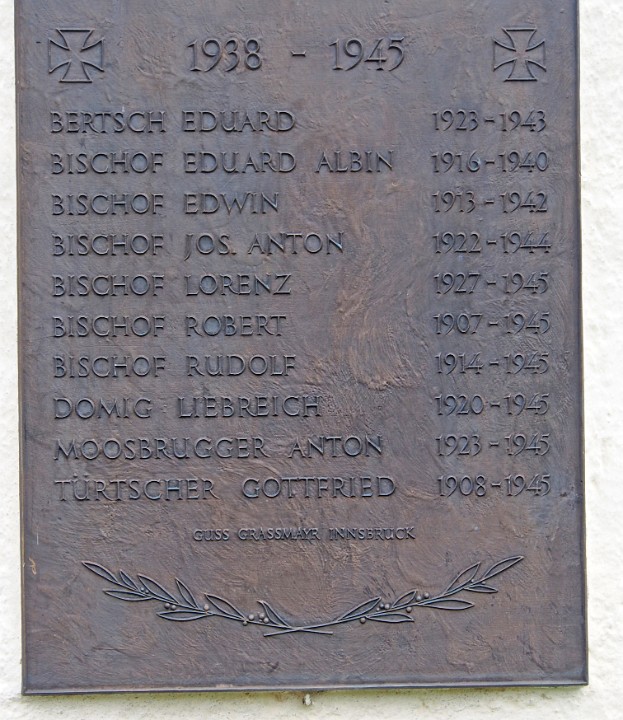 1938 - 1945
BERTSCH EDUARD 1923-1943
BISCHOF EDUARD ALBIN 1916-1940
BISCHOF EDWIN 1913-1942
BISCHOF JOS. ANTON 1922-1944
BISCHOF LORENZ 1927-1945
BISCHOF ROBERT 1907-1945
BISCHOF RUDOLF 1914-1945
DOMIG LIEBREICH 1920-1945
MOOSBRUGGER ANTON 1923-1945
TÜRTSCHER GOTTFRIED 1908-1945
GUSS GRASSMAYR INNSBRUCK